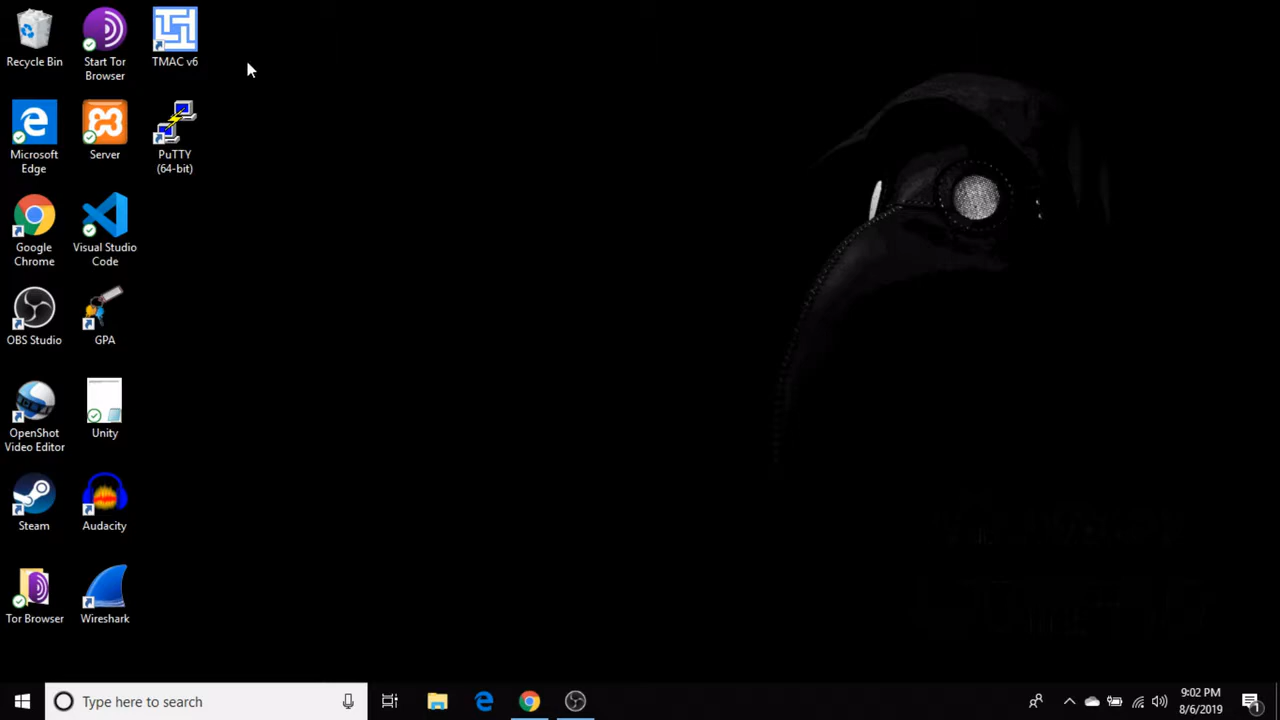 Recycle Bin
Start Tor
Browser
TMAC v6
Microsoft
Edge
Server
PuTTY
(64-bit)
Google
Chrome
Visual Studio
Code
OBS Studio
GPA
OpenShot
Video Editor
Unity
Steam
Audacity
Tor Browser
Wireshark
Type here to search
9:02 PM
8/6/2019
1